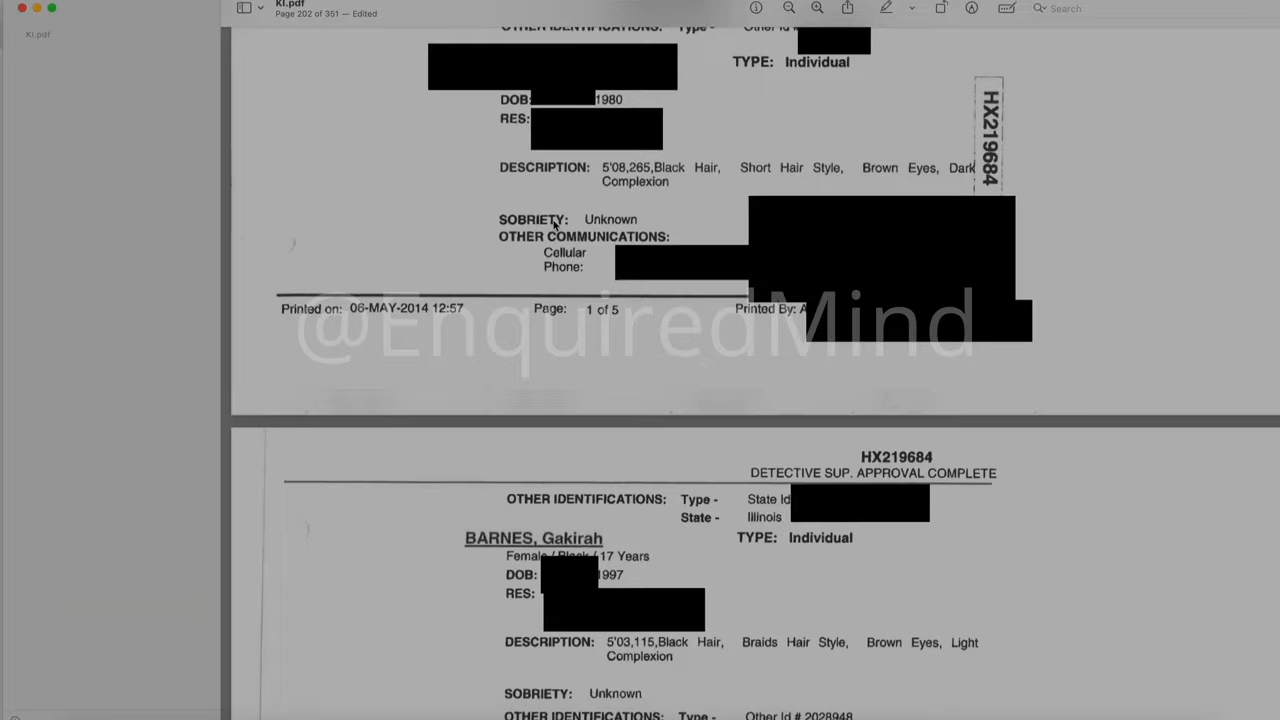 KI.pdf
Page 202 of 351 — Edited
Search
KI.pdf
OTHER IDENTIFICATIONS: Type - Other Id #
TYPE: Individual
DOB: 1980
RES:
HX219684
DESCRIPTION: 5'08,265,Black Hair, Short Hair Style, Brown Eyes, Dark
Complexion
SOBRIETY: Unknown
OTHER COMMUNICATIONS:
Cellular
Phone:
Printed on: 06-MAY-2014 12:57 Page: 1 of 5 Printed By: A
@EnquiredMind
HX219684
DETECTIVE SUP. APPROVAL COMPLETE
OTHER IDENTIFICATIONS: Type - State Id
State - Illinois
BARNES, Gakirah TYPE: Individual
Female / Black / 17 Years
DOB: 1997
RES:
DESCRIPTION: 5'03,115,Black Hair, Braids Hair Style, Brown Eyes, Light
Complexion
SOBRIETY: Unknown
OTHER IDENTIFICATIONS: Type - Other Id # 2028948